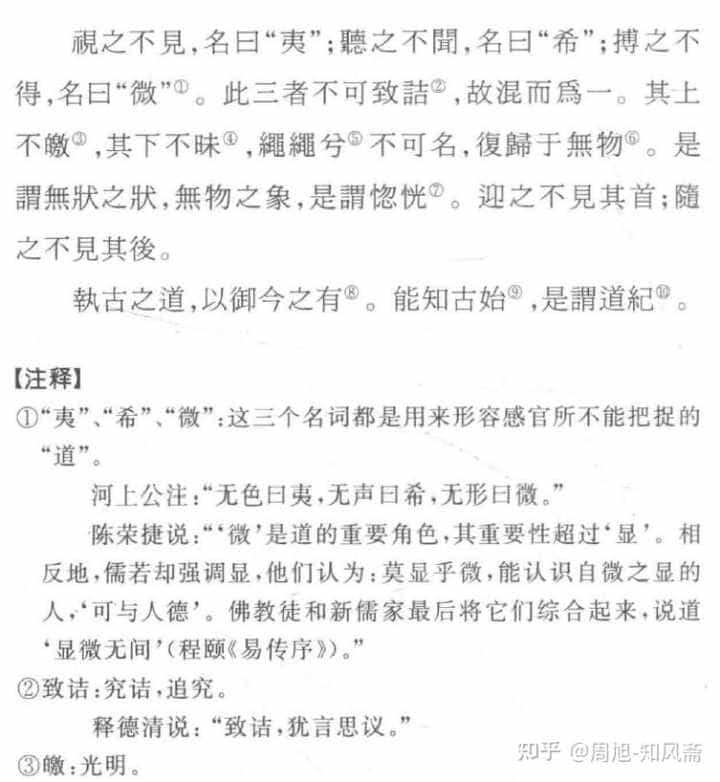 視之不見,名曰“夷”;聽之不聞,名曰“希”;搏之不
得,名曰“微”①。此三者不可致詰②,故混而爲一。其上
不皦③,其下不昧④,繩繩兮⑤不可名,復歸于無物⑥。是
謂無狀之狀,無物之象,是謂惚恍⑦。迎之不見其首;隨
之不見其後。
執古之道,以御今之有⑧。能知古始⑨,是謂道紀⑩。
【注释】
①“夷”、“希”、“微”:这三个名词都是用来形容感官所不能把捉的
“道”。
河上公注:“无色曰夷,无声曰希,无形曰微。”
陈荣捷说:“‘微’是道的重要角色,其重要性超过‘显’。相
反地,儒若却强调显,他们认为:莫显乎微,能认识自微之显的
人,‘可与人德’。佛教徒和新儒家最后将它们综合起来,说道
‘显微无间’(程颐《易传序》)。”
②致诘:究诘,追究。
释德清说:“致诘,犹言思议。”
③皦:光明。
知乎 @周旭-知风斋